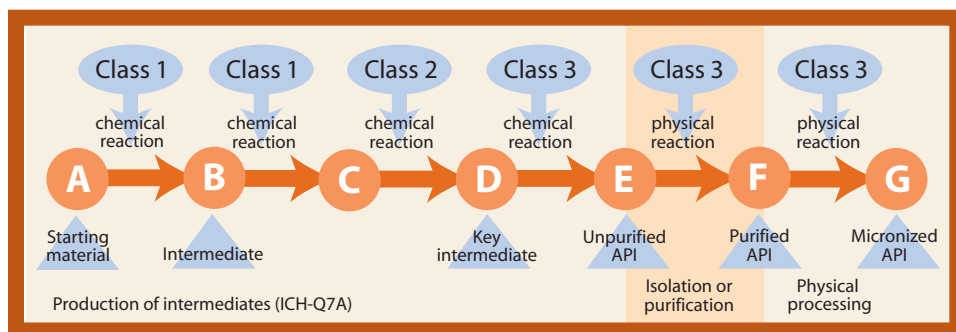 Class 1
Class 1
Class 2
Class 3
Class 3
Class 3
chemical
reaction
chemical
reaction
chemical
reaction
chemical
reaction
physical
reaction
physical
reaction
A
B
C
D
E
F
G
Starting
material
Intermediate
Key
intermediate
Unpurified
API
Purified
API
Micronized
API
Production of intermediates (ICH-Q7A)
Isolation or
purification
Physical
processing